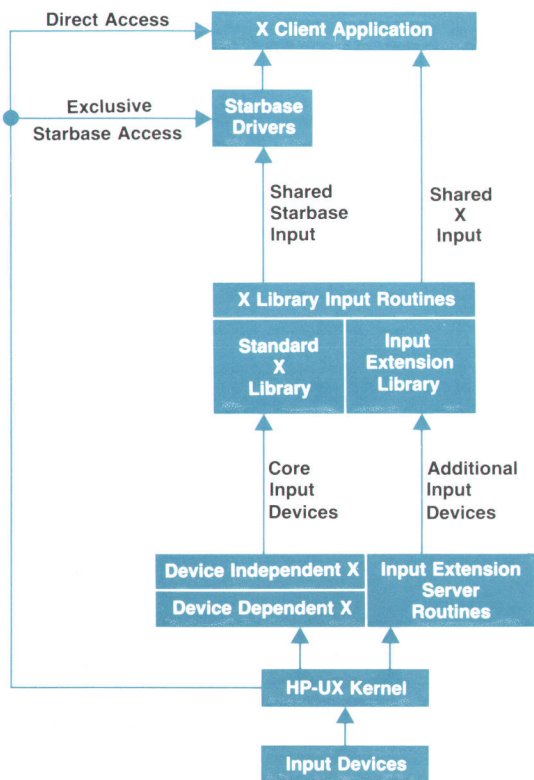 Direct Access
X Client Application
Exclusive
Starbase Access
Starbase
Drivers
Shared
Starbase
Input
Shared
X
Input
X Library Input Routines
Standard
X
Library
Input
Extension
Library
Core
Input
Devices
Additional
Input
Devices
Device Independent X
Device Dependent X
Input Extension
Server
Routines
HP-UX Kernel
Input Devices